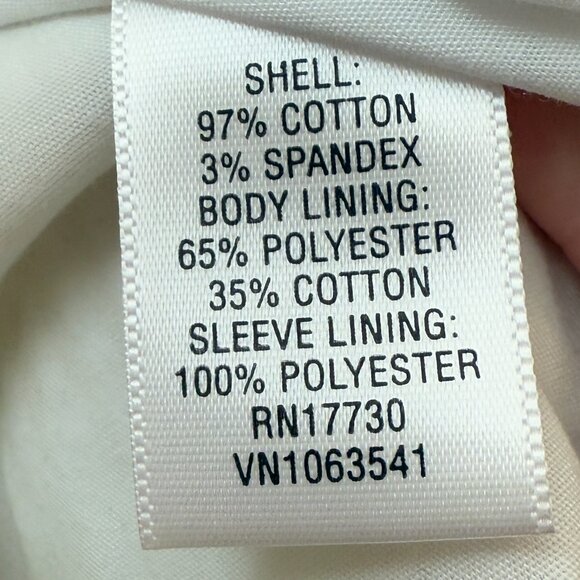 SHELL:
97% COTTON
3% SPANDEX
BODY LINING:
65% POLYESTER
35% COTTON
SLEEVE LINING:
100% POLYESTER
RN17730
VN1063541